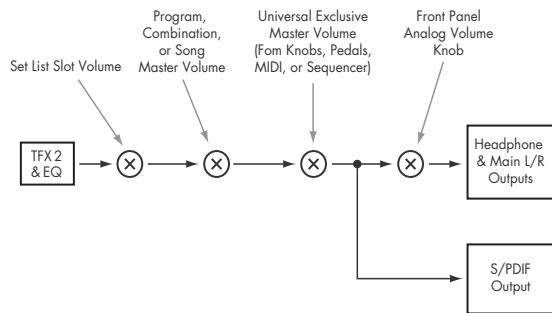 Set List Slot Volume
Program,
Combination,
or Song
Master Volume
Universal Exclusive
Master Volume
(Fom Knobs, Pedals,
MIDI, or Sequencer)
Front Panel
Analog Volume
Knob
TFX 2
& EQ
Headphone
& Main L/R
Outputs
S/PDIF
Output